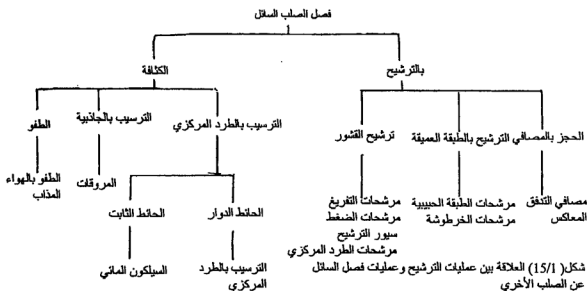 فصل الصلب السائل
بالترشيح
الكثافة
الحجز بالمصافي
الترشيح بالطبقة العميقة
ترشيح القشور
الترسيب بالطرد المركزي
الترسيب بالجاذبية
الطفو
مصافي التدفق
المعاكس
مرشحات الطبقة الحبيبية
مرشحات الخرطوشة
مرشحات التفريغ
مرشحات الضغط
سيور الترشيح
مرشحات الطرد المركزي
الحائط الدوار
الحائط الثابت
المروقات
الطفو بالهواء
المذاب
الترسيب بالطرد
المركزي
السيلكون المائي
شكل( 15/1) العلاقة بين عمليات الترشيح وعمليات فصل السائل
عن الصلب الأخري